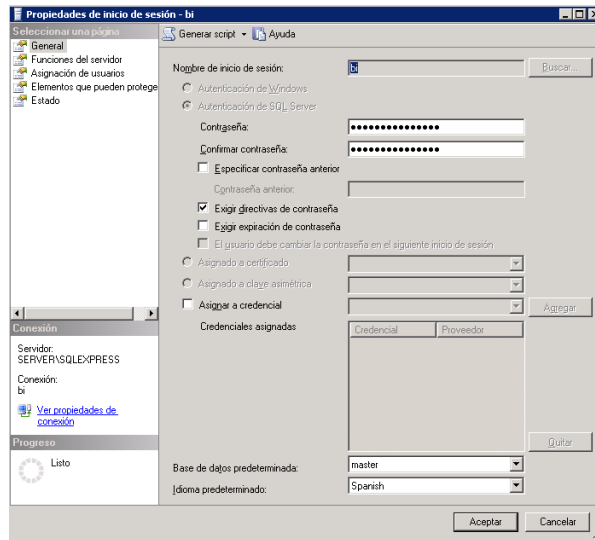 Propiedades de inicio de sesión - bi
Seleccionar una página
General
Funciones del servidor
Asignación de usuarios
Elementos que pueden protege
Estado
Generar script
Ayuda
Nombre de inicio de sesión: bi Buscar...
Autenticación de Windows
Autenticación de SQL Server
Contraseña: ●●●●●●●●●●●●●●●
Confirmar contraseña: ●●●●●●●●●●●●●●●
Especificar contraseña anterior
Contraseña anterior:
Exigir directivas de contraseña
Exigir expiración de contraseña
El usuario debe cambiar la contraseña en el siguiente inicio de sesión
Asignado a certificado
Asignado a clave asimétrica
Asignar a credencial Agregar
Credenciales asignadas Credencial Proveedor
Quitar
Base de datos predeterminada: master
Idioma predeterminado: Spanish
Conexión
Servidor:
SERVER\SQLEXPRESS
Conexión:
bi
Ver propiedades de
conexión
Progreso
Listo
Aceptar Cancelar